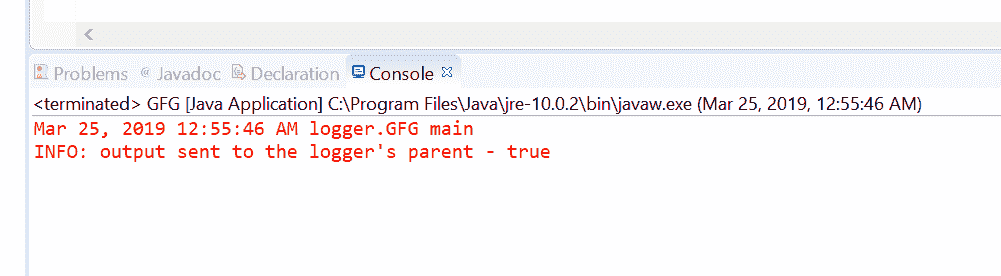 Problems @ Javadoc Declaration Console
<terminated> GFG [Java Application] C:\Program Files\Java\jre-10.0.2\bin\javaw.exe (Mar 25, 2019, 12:55:46 AM)
Mar 25, 2019 12:55:46 AM logger.GFG main
INFO: output sent to the logger's parent - true